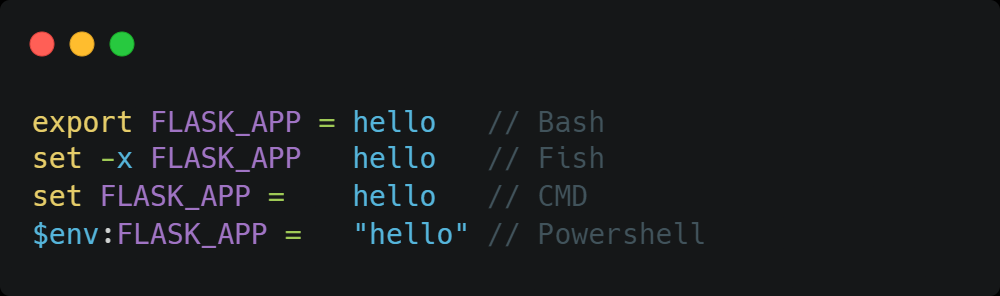 export FLASK_APP = hello   // Bash
set -x FLASK_APP   hello   // Fish
set FLASK_APP =    hello   // CMD
$env:FLASK_APP =   "hello" // Powershell